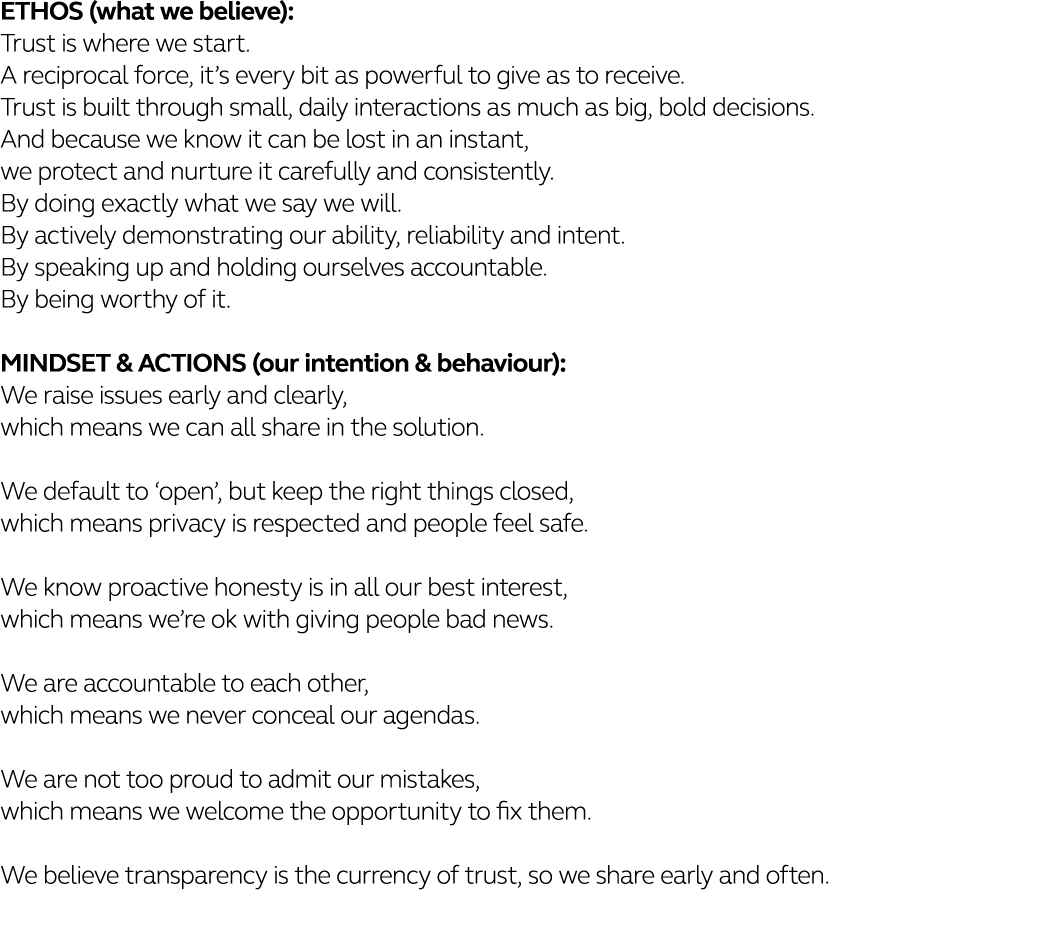 ETHOS (what we believe):
Trust is where we start.
A reciprocal force, it’s every bit as powerful to give as to receive.
Trust is built through small, daily interactions as much as big, bold decisions.
And because we know it can be lost in an instant,
we protect and nurture it carefully and consistently.
By doing exactly what we say we will.
By actively demonstrating our ability, reliability and intent.
By speaking up and holding ourselves accountable.
By being worthy of it.
MINDSET & ACTIONS (our intention & behaviour):
We raise issues early and clearly,
which means we can all share in the solution.
We default to ‘open’, but keep the right things closed,
which means privacy is respected and people feel safe.
We know proactive honesty is in all our best interest,
which means we’re ok with giving people bad news.
We are accountable to each other,
which means we never conceal our agendas.
We are not too proud to admit our mistakes,
which means we welcome the opportunity to fix them.
We believe transparency is the currency of trust, so we share early and often.